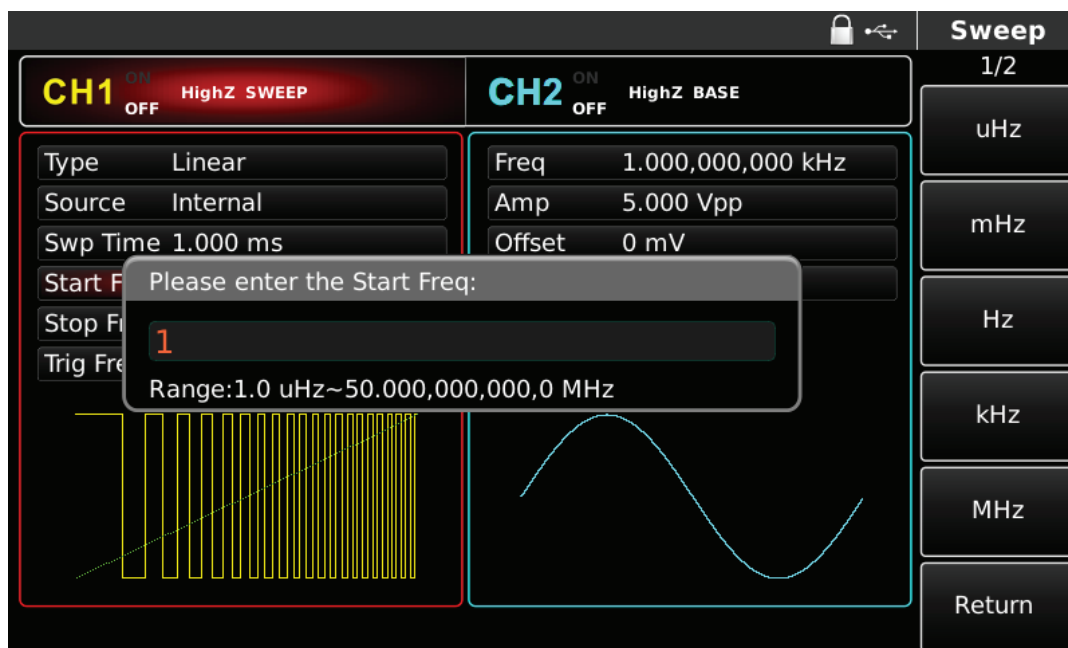 Sweep
1/2
CH1 ON OFF HighZ SWEEP
CH2 ON OFF HighZ BASE
Type Linear
Source Internal
Swp Time 1.000 ms
Start F
Stop Fr
Trig Fre
Freq 1.000,000,000 kHz
Amp 5.000 Vpp
Offset 0 mV
Please enter the Start Freq:
1
Range:1.0 uHz~50.000,000,000,0 MHz
uHz
mHz
Hz
kHz
MHz
Return